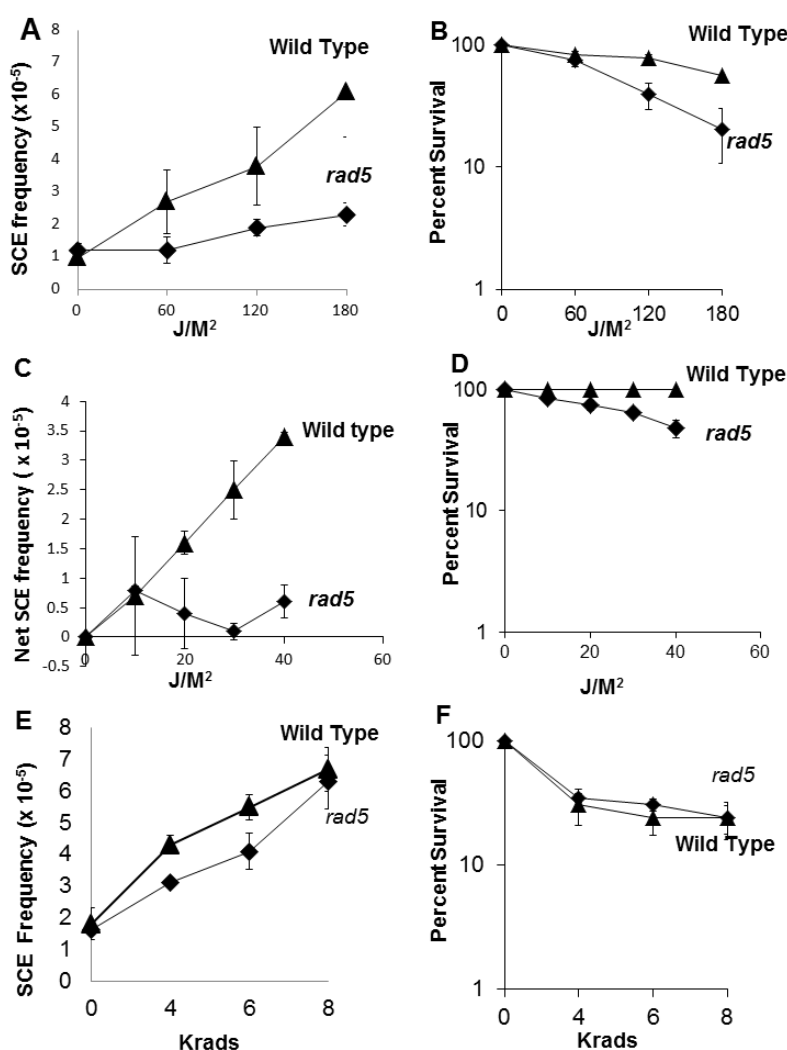 A
SCE frequency (x10⁻⁵)
8
7
6
5
4
3
2
1
0
Wild Type
rad5
0 60 120 180
J/M²
B
Percent Survival
100
10
1
Wild Type
rad5
0 60 120 180
J/M²
C
Net SCE frequency ( x 10⁻⁵)
4
3.5
3
2.5
2
1.5
1
0.5
0
-0.5
Wild type
rad5
0 20 40 60
J/M²
D
Percent Survival
100
10
1
Wild Type
rad5
0 20 40 60
J/M²
E
SCE Frequency (x 10⁻⁵)
8
7
6
5
4
3
2
1
0
Wild Type
rad5
0 4 6 8
Krads
F
Percent Survival
100
10
1
rad5
Wild Type
0 4 6 8
Krads